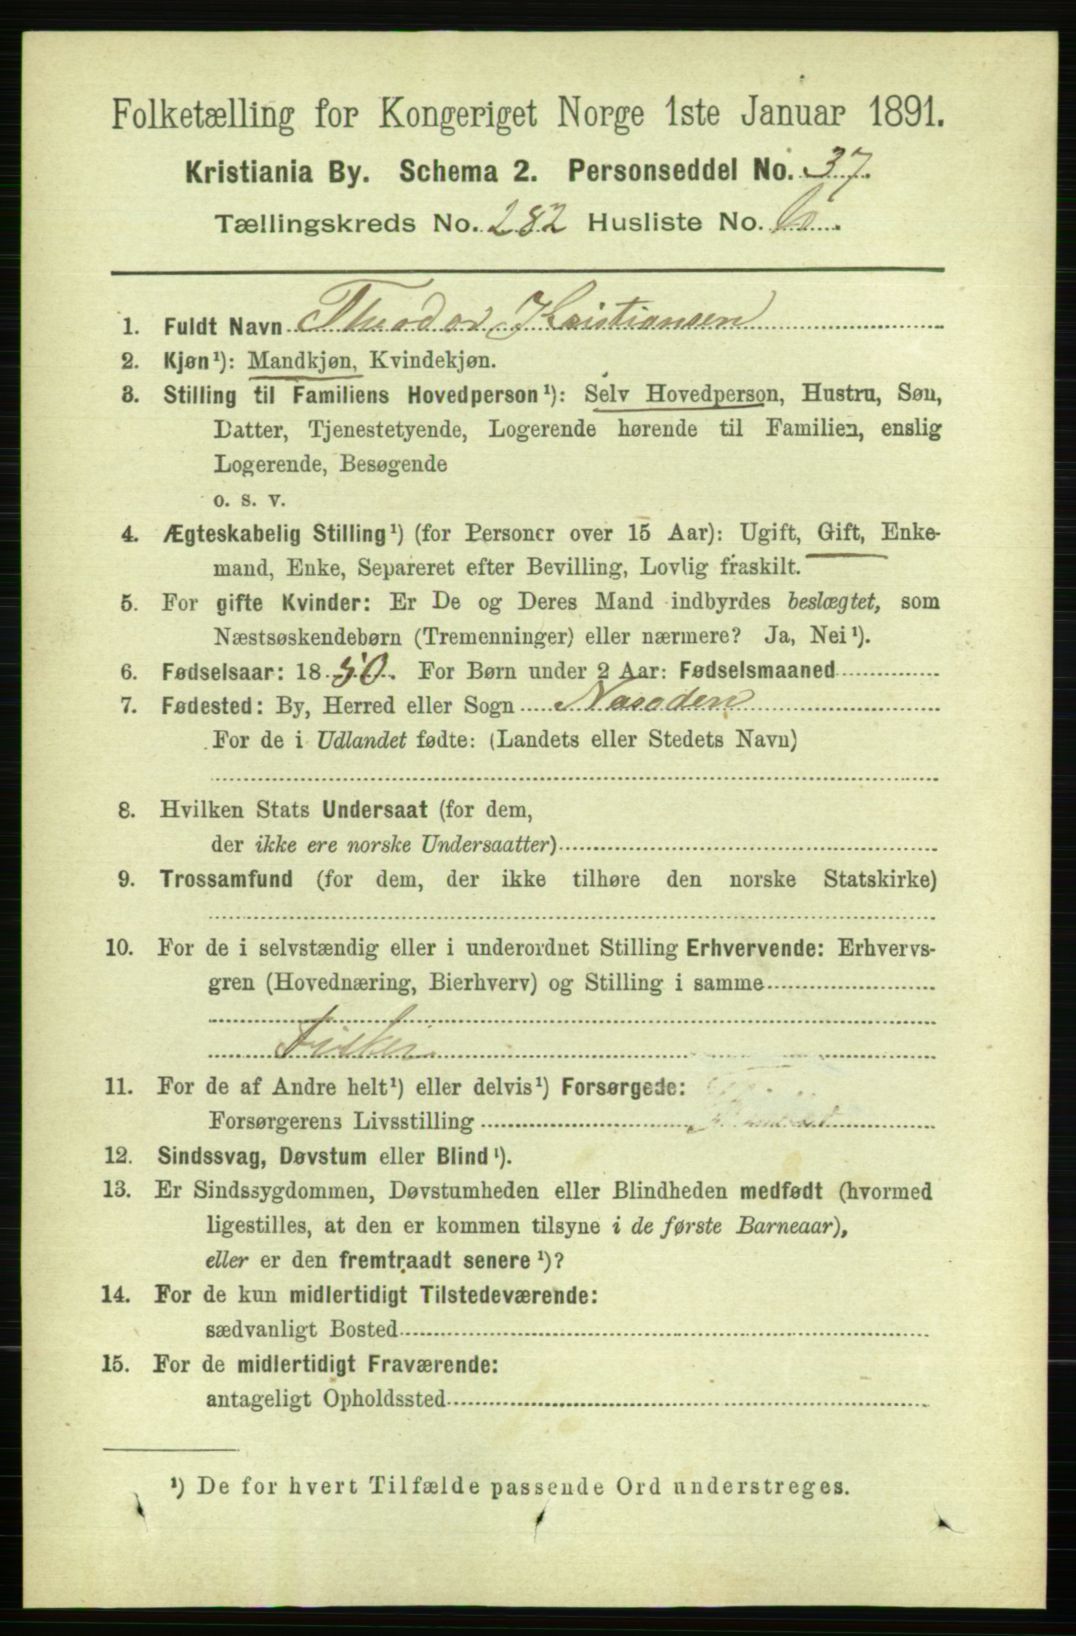 Folketælling for Kongeriget Norge 1ste Januar 1891.
Kristiania By. Schema 2. Personseddel No. 37.
Tællingskreds No. 282 Husliste No. 6.
1. Fuldt Navn Theodor Kristiansen
2. Kjøn¹): Mandkjøn, Kvindekjøn.
3. Stilling til Familiens Hovedperson¹): Selv Hovedperson, Hustru, Søn,
Datter, Tjenestetyende, Logerende hørende til Familien, enslig
Logerende, Besøgende
o. s. v.
4. Ægteskabelig Stilling¹) (for Personer over 15 Aar): Ugift, Gift, Enke-
mand, Enke, Separeret efter Bevilling, Lovlig fraskilt.
5. For gifte Kvinder: Er De og Deres Mand indbyrdes beslægtet, som
Næstsøskendebørn (Tremenninger) eller nærmere? Ja, Nei¹).
6. Fødselsaar: 1850. For Børn under 2 Aar: Fødselsmaaned
7. Fødested: By, Herred eller Sogn Nasodden
For de i Udlandet fødte: (Landets eller Stedets Navn)
8. Hvilken Stats Undersaat (for dem,
der ikke ere norske Undersaatter)
9. Trossamfund (for dem, der ikke tilhøre den norske Statskirke)
10. For de i selvstændig eller i underordnet Stilling Erhvervende: Erhvervs-
gren (Hovednæring, Bierhverv) og Stilling i samme
Fisker
11. For de af Andre helt¹) eller delvis¹) Forsørgede:
Forsørgerens Livsstilling
12. Sindssvag, Døvstum eller Blind¹).
13. Er Sindssygdommen, Døvstumheden eller Blindheden medfødt (hvormed
ligestilles, at den er kommen tilsyne i de første Barneaar),
eller er den fremtraadt senere¹)?
14. For de kun midlertidigt Tilstedeværende:
sædvanligt Bosted
15. For de midlertidigt Fraværende:
antageligt Opholdssted
¹) De for hvert Tilfælde passende Ord understreges.